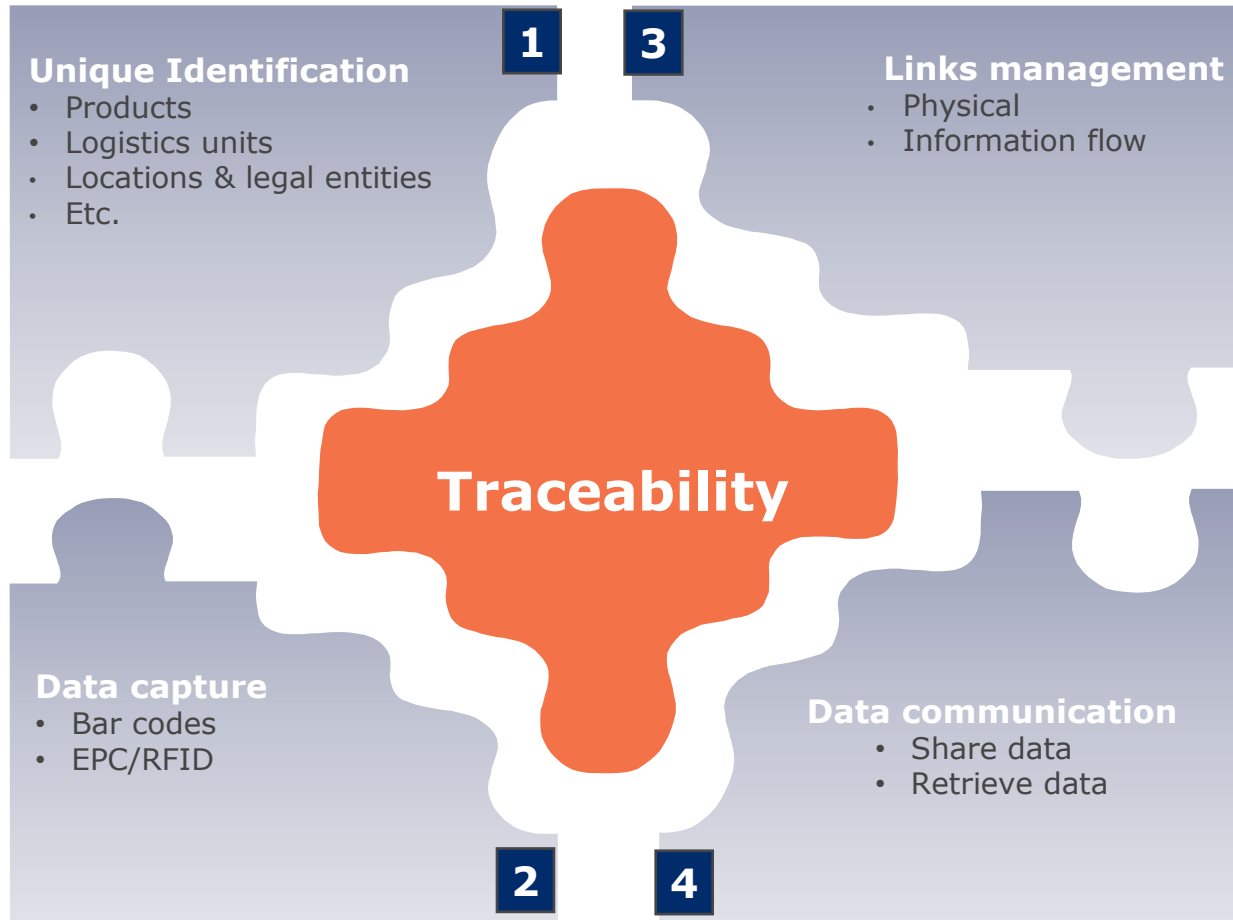 1
Unique Identification
• Products
• Logistics units
• Locations & legal entities
• Etc.
3
Links management
• Physical
• Information flow
Traceability
Data capture
• Bar codes
• EPC/RFID
2
Data communication
• Share data
• Retrieve data
4